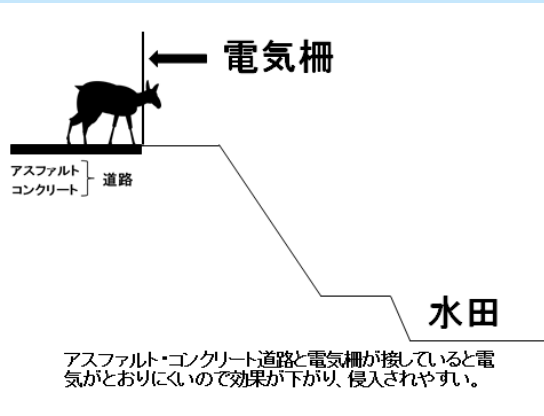 電気柵
アスファルト
コンクリート
道路
水田
アスファルト・コンクリート道路と電気柵が接していると電
気がとおりにくいので効果が下がり、侵入されやすい。